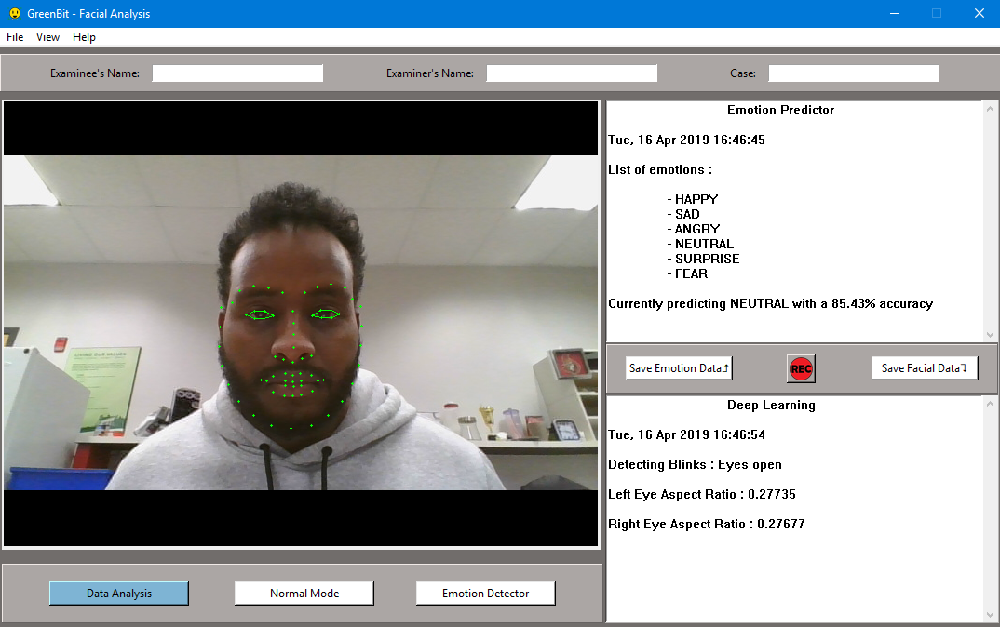 GreenBit - Facial Analysis
File View Help
Examinee's Name: Examiner's Name: Case:
Emotion Predictor
Tue, 16 Apr 2019 16:46:45
List of emotions :
- HAPPY
- SAD
- ANGRY
- NEUTRAL
- SURPRISE
- FEAR
Currently predicting NEUTRAL with a 85.43% accuracy
Save Emotion Data⤴ REC Save Facial Data⤵
Deep Learning
Tue, 16 Apr 2019 16:46:54
Detecting Blinks : Eyes open
Left Eye Aspect Ratio : 0.27735
Right Eye Aspect Ratio : 0.27677
LIVING OUR VALUES
Data Analysis Normal Mode Emotion Detector